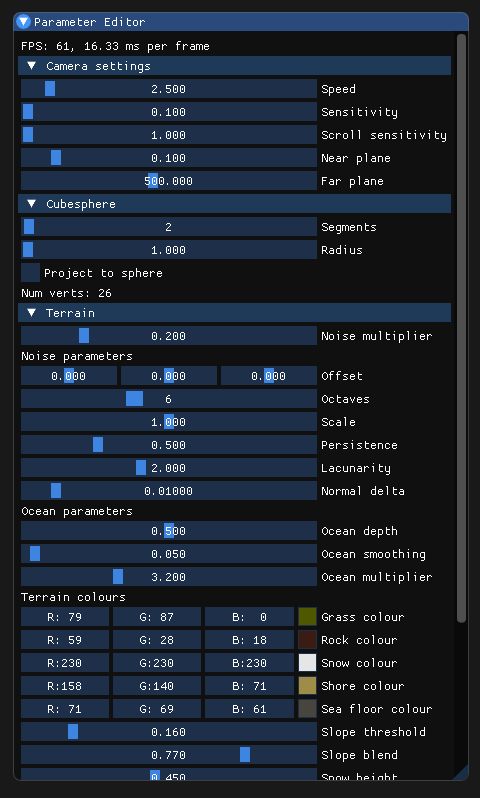 Parameter Editor
FPS: 61, 16.33 ms per frame
Camera settings
2.500 Speed
0.100 Sensitivity
1.000 Scroll sensitivity
0.100 Near plane
500.000 Far plane
Cubesphere
2 Segments
1.000 Radius
Project to sphere
Num verts: 26
Terrain
0.200 Noise multiplier
Noise parameters
0.000 0.000 0.000 Offset
6 Octaves
1.000 Scale
0.500 Persistence
2.000 Lacunarity
0.01000 Normal delta
Ocean parameters
0.500 Ocean depth
0.050 Ocean smoothing
3.200 Ocean multiplier
Terrain colours
R: 79 G: 87 B: 0 Grass colour
R: 59 G: 28 B: 18 Rock colour
R:230 G:230 B:230 Snow colour
R:158 G:140 B: 71 Shore colour
R: 71 G: 69 B: 61 Sea floor colour
0.160 Slope threshold
0.770 Slope blend
0.450 Snow height